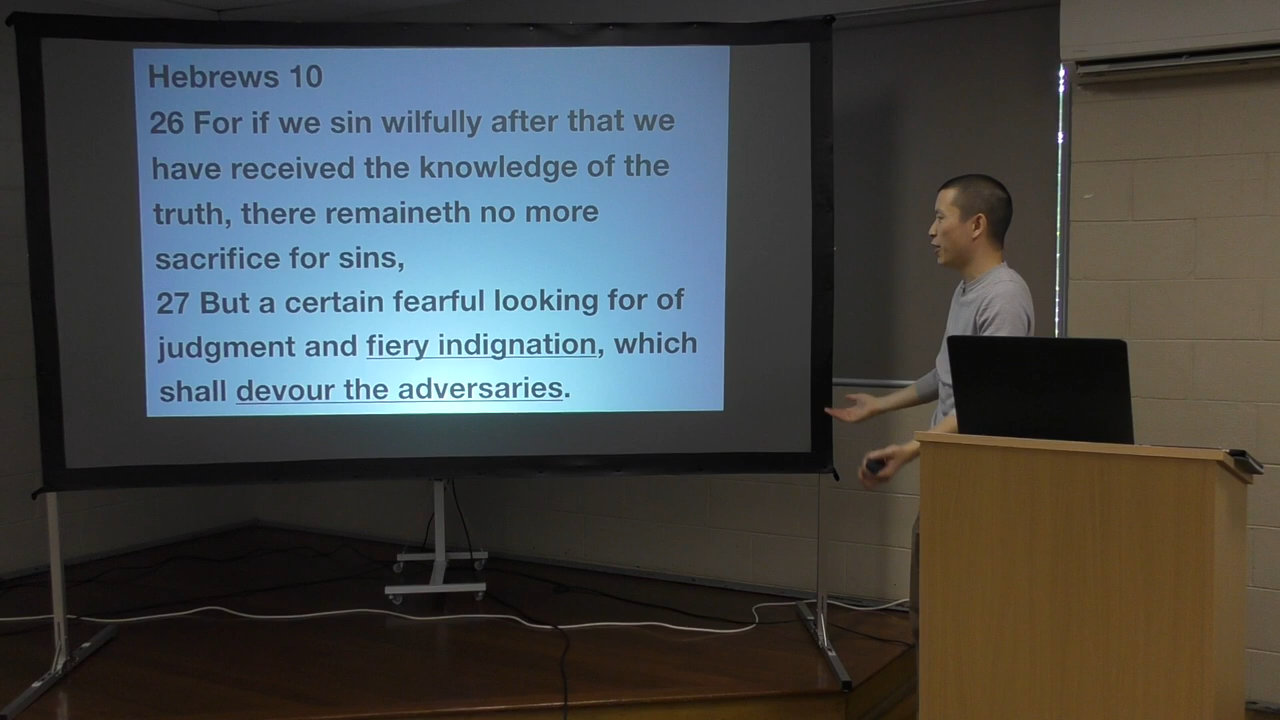 Hebrews 10
26 For if we sin wilfully after that we
have received the knowledge of the
truth, there remaineth no more
sacrifice for sins,
27 But a certain fearful looking for of
judgment and fiery indignation, which
shall devour the adversaries.